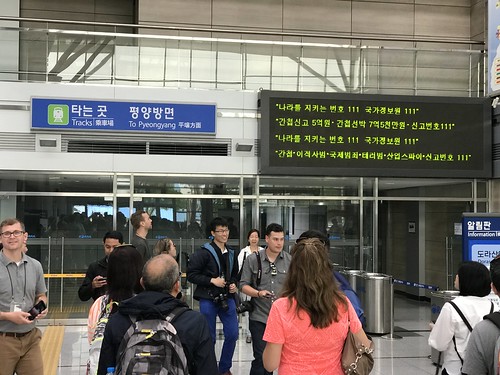 타는 곳 평양방면
Tracks 乘車場 To Pyeongyang 平壤方面
"나라를 지키는 번호 111 국가정보원 111"
"간첩신고 5억원·간첩선박 7억5천만원·신고번호111"
"나라를 지키는 번호 111 국가정보원 111"
"간첩·이적사범·국제범죄·테러범·산업스파이·신고번호 111"
알림판
Information
도라산